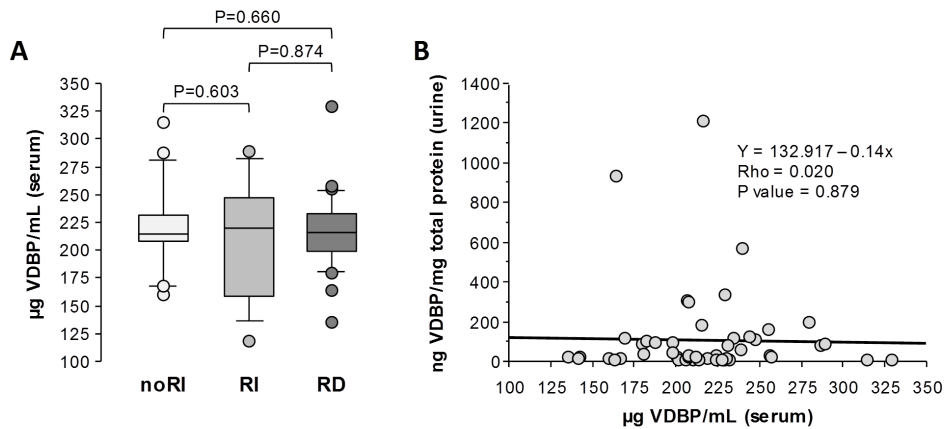 A
P=0.660
P=0.874
P=0.603
µg VDBP/mL (serum)
350
325
300
275
250
225
200
175
150
125
100
noRI RI RD
B
ng VDBP/mg total protein (urine)
1400
1200
1000
800
600
400
200
0
Y = 132.917 – 0.14x
Rho = 0.020
P value = 0.879
100 125 150 175 200 225 250 275 300 325 350
µg VDBP/mL (serum)